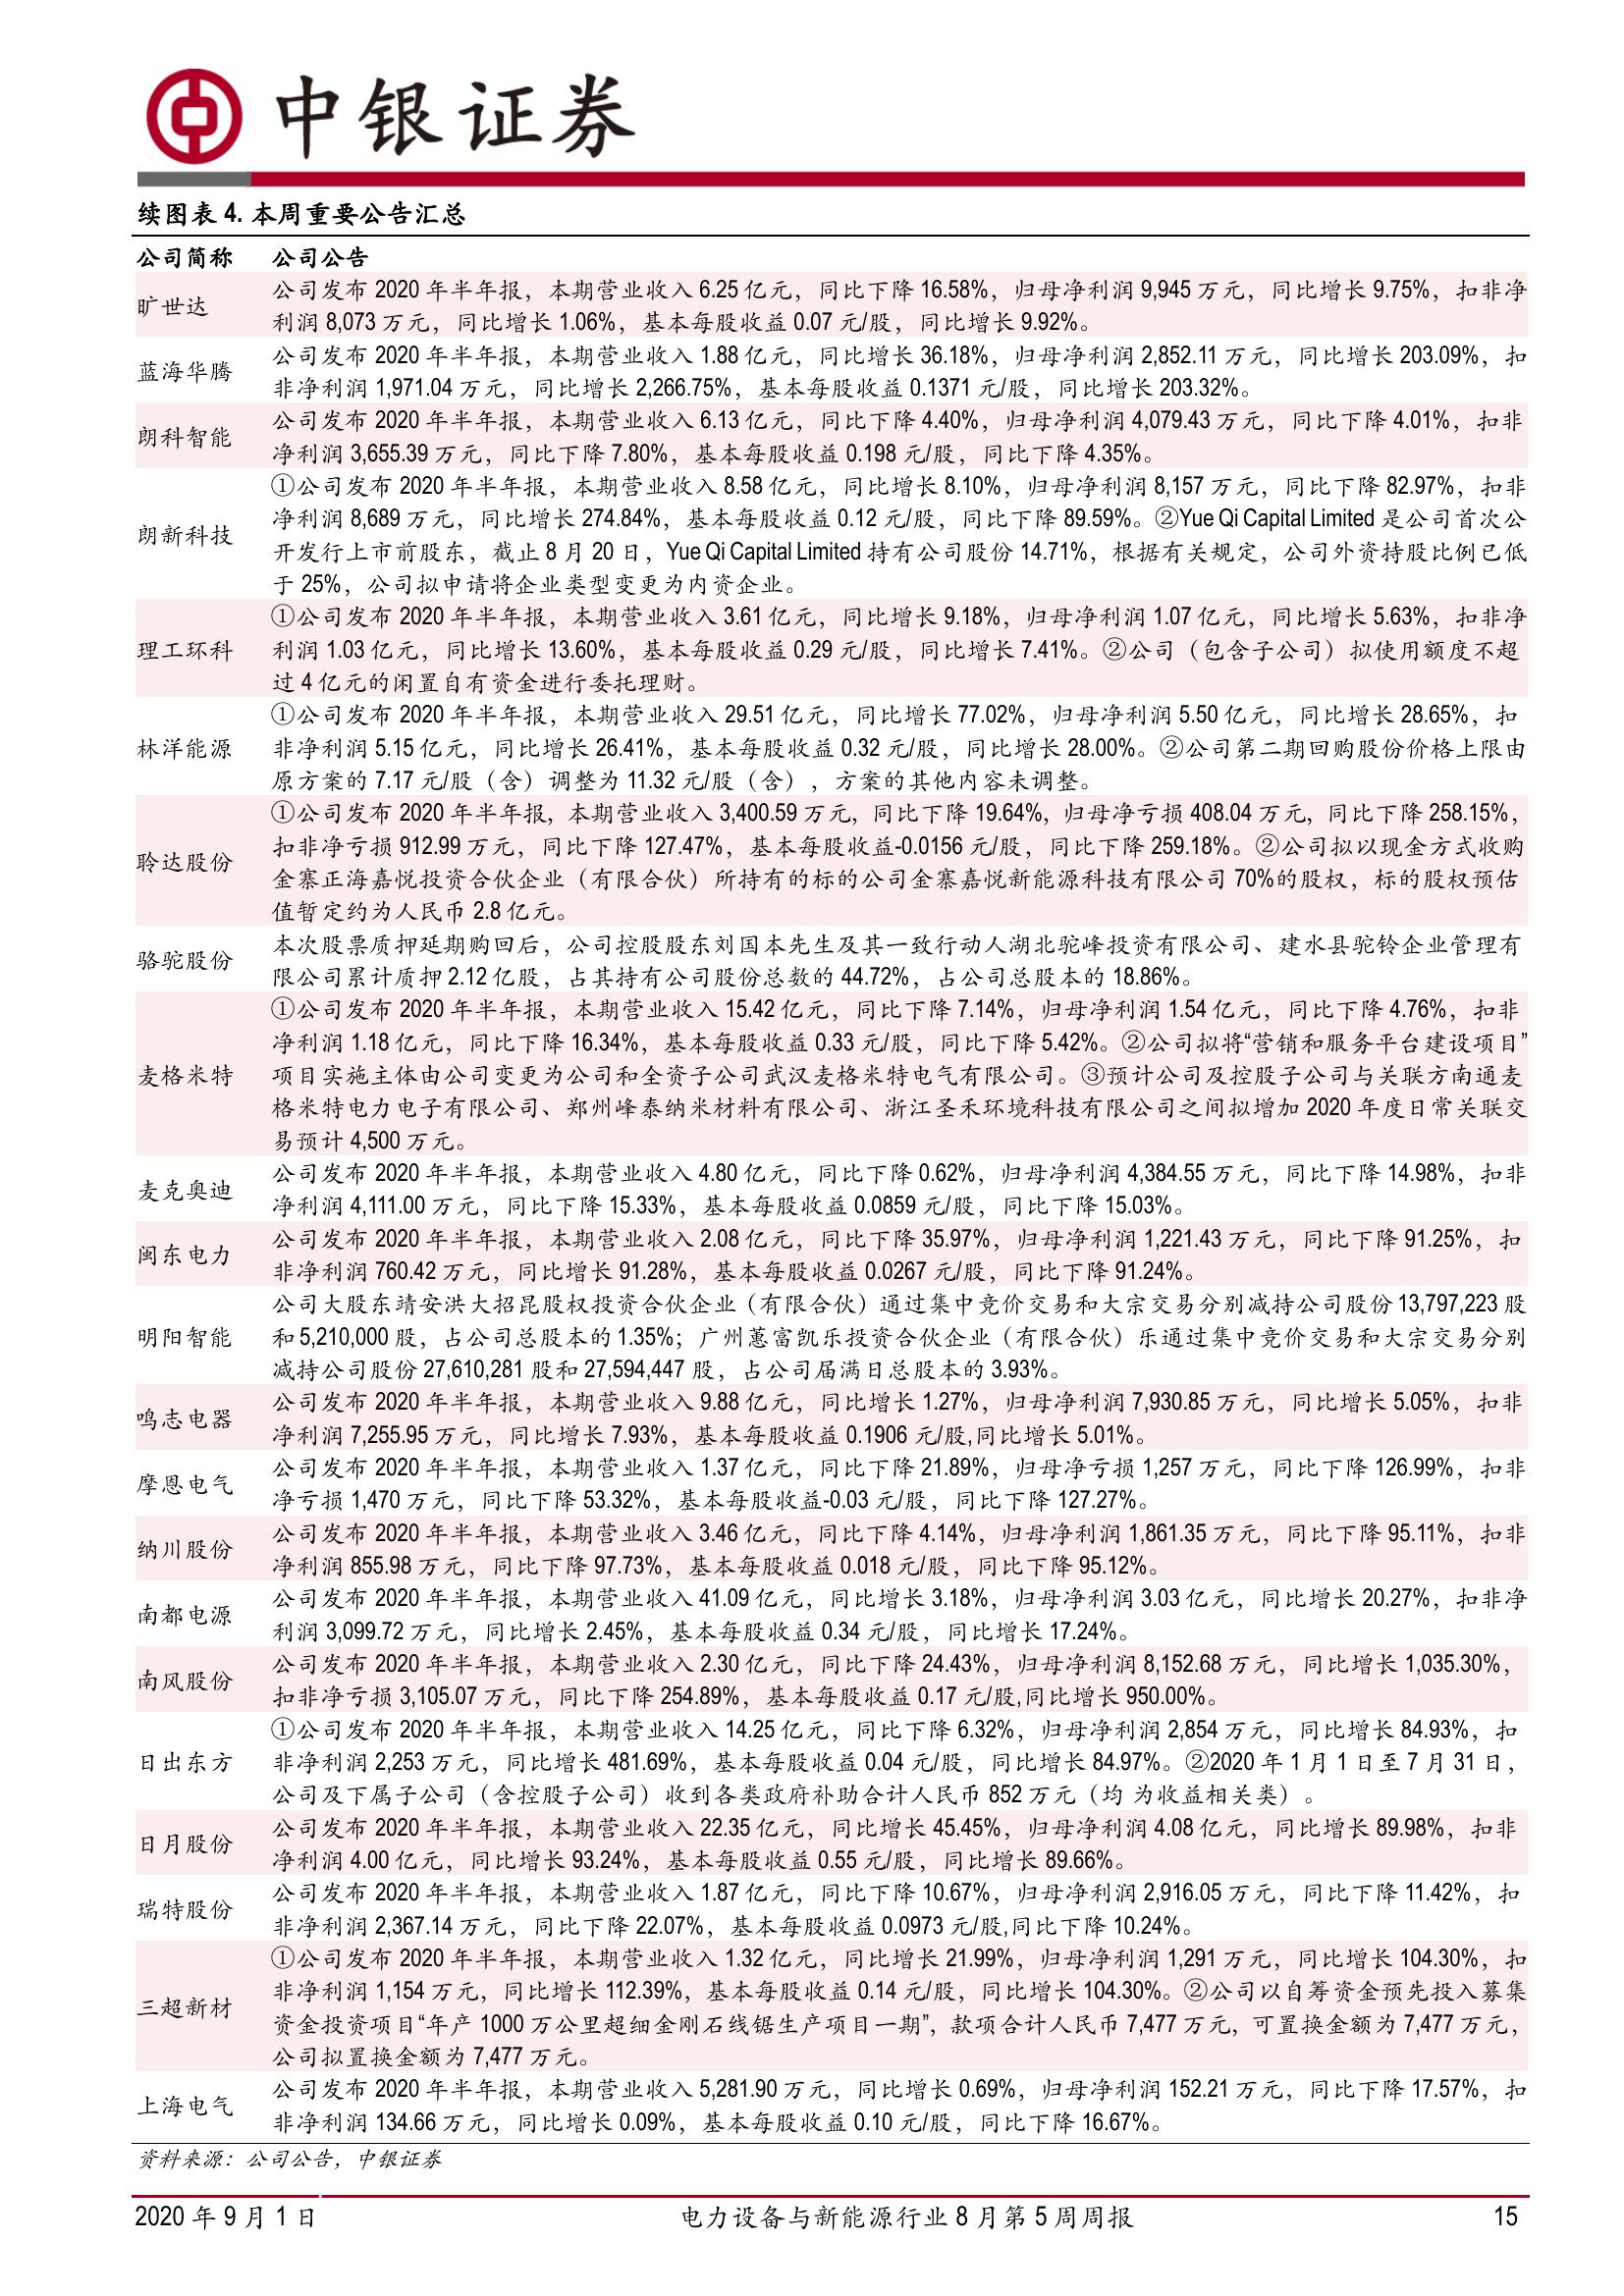 中银证券
续图表 4. 本周重要公告汇总
公司简称 公司公告
旷世达
公司发布 2020 年半年报，本期营业收入 6.25 亿元，同比下降 16.58%，归母净利润 9,945 万元，同比增长 9.75%，扣非净
利润 8,073 万元，同比增长 1.06%，基本每股收益 0.07 元/股，同比增长 9.92%。
蓝海华腾
公司发布 2020 年半年报，本期营业收入 1.88 亿元，同比增长 36.18%，归母净利润 2,852.11 万元，同比增长 203.09%，扣
非净利润 1,971.04 万元，同比增长 2,266.75%，基本每股收益 0.1371 元/股，同比增长 203.32%。
朗科智能
公司发布 2020 年半年报，本期营业收入 6.13 亿元，同比下降 4.40%，归母净利润 4,079.43 万元，同比下降 4.01%，扣非
净利润 3,655.39 万元，同比下降 7.80%，基本每股收益 0.198 元/股，同比下降 4.35%。
朗新科技
①公司发布 2020 年半年报，本期营业收入 8.58 亿元，同比增长 8.10%，归母净利润 8,157 万元，同比下降 82.97%，扣非
净利润 8,689 万元，同比增长 274.84%，基本每股收益 0.12 元/股，同比下降 89.59%。②Yue Qi Capital Limited 是公司首次公
开发行上市前股东，截止 8 月 20 日，Yue Qi Capital Limited 持有公司股份 14.71%，根据有关规定，公司外资持股比例已低
于 25%，公司拟申请将企业类型变更为内资企业。
理工环科
①公司发布 2020 年半年报，本期营业收入 3.61 亿元，同比增长 9.18%，归母净利润 1.07 亿元，同比增长 5.63%，扣非净
利润 1.03 亿元，同比增长 13.60%，基本每股收益 0.29 元/股，同比增长 7.41%。②公司（包含子公司）拟使用额度不超
过 4 亿元的闲置自有资金进行委托理财。
林洋能源
①公司发布 2020 年半年报，本期营业收入 29.51 亿元，同比增长 77.02%，归母净利润 5.50 亿元，同比增长 28.65%，扣
非净利润 5.15 亿元，同比增长 26.41%，基本每股收益 0.32 元/股，同比增长 28.00%。②公司第二期回购股份价格上限由
原方案的 7.17 元/股（含）调整为 11.32 元/股（含），方案的其他内容未调整。
聆达股份
①公司发布 2020 年半年报，本期营业收入 3,400.59 万元，同比下降 19.64%，归母净亏损 408.04 万元，同比下降 258.15%，
扣非净亏损 912.99 万元，同比下降 127.47%，基本每股收益-0.0156 元/股，同比下降 259.18%。②公司拟以现金方式收购
金寨正海嘉悦投资合伙企业（有限合伙）所持有的标的公司金寨嘉悦新能源科技有限公司 70%的股权，标的股权预估
值暂定约为人民币 2.8 亿元。
骆驼股份
本次股票质押延期购回后，公司控股股东刘国本先生及其一致行动人湖北驼峰投资有限公司、建水县驼铃企业管理有
限公司累计质押 2.12 亿股，占其持有公司股份总数的 44.72%，占公司总股本的 18.86%。
麦格米特
①公司发布 2020 年半年报，本期营业收入 15.42 亿元，同比下降 7.14%，归母净利润 1.54 亿元，同比下降 4.76%，扣非
净利润 1.18 亿元，同比下降 16.34%，基本每股收益 0.33 元/股，同比下降 5.42%。②公司拟将“营销和服务平台建设项目”
项目实施主体由公司变更为公司和全资子公司武汉麦格米特电气有限公司。③预计公司及控股子公司与关联方南通麦
格米特电力电子有限公司、郑州峰泰纳米材料有限公司、浙江圣禾环境科技有限公司之间拟增加 2020 年度日常关联交
易预计 4,500 万元。
麦克奥迪
公司发布 2020 年半年报，本期营业收入 4.80 亿元，同比下降 0.62%，归母净利润 4,384.55 万元，同比下降 14.98%，扣非
净利润 4,111.00 万元，同比下降 15.33%，基本每股收益 0.0859 元/股，同比下降 15.03%。
闽东电力
公司发布 2020 年半年报，本期营业收入 2.08 亿元，同比下降 35.97%，归母净利润 1,221.43 万元，同比下降 91.25%，扣
非净利润 760.42 万元，同比增长 91.28%，基本每股收益 0.0267 元/股，同比下降 91.24%。
明阳智能
公司大股东靖安洪大招昆股权投资合伙企业（有限合伙）通过集中竞价交易和大宗交易分别减持公司股份 13,797,223 股
和 5,210,000 股，占公司总股本的 1.35%；广州蕙富凯乐投资合伙企业（有限合伙）乐通过集中竞价交易和大宗交易分别
减持公司股份 27,610,281 股和 27,594,447 股，占公司届满日总股本的 3.93%。
鸣志电器
公司发布 2020 年半年报，本期营业收入 9.88 亿元，同比增长 1.27%，归母净利润 7,930.85 万元，同比增长 5.05%，扣非
净利润 7,255.95 万元，同比增长 7.93%，基本每股收益 0.1906 元/股,同比增长 5.01%。
摩恩电气
公司发布 2020 年半年报，本期营业收入 1.37 亿元，同比下降 21.89%，归母净亏损 1,257 万元，同比下降 126.99%，扣非
净亏损 1,470 万元，同比下降 53.32%，基本每股收益-0.03 元/股，同比下降 127.27%。
纳川股份
公司发布 2020 年半年报，本期营业收入 3.46 亿元，同比下降 4.14%，归母净利润 1,861.35 万元，同比下降 95.11%，扣非
净利润 855.98 万元，同比下降 97.73%，基本每股收益 0.018 元/股，同比下降 95.12%。
南都电源
公司发布 2020 年半年报，本期营业收入 41.09 亿元，同比增长 3.18%，归母净利润 3.03 亿元，同比增长 20.27%，扣非净
利润 3,099.72 万元，同比增长 2.45%，基本每股收益 0.34 元/股，同比增长 17.24%。
南风股份
公司发布 2020 年半年报，本期营业收入 2.30 亿元，同比下降 24.43%，归母净利润 8,152.68 万元，同比增长 1,035.30%，
扣非净亏损 3,105.07 万元，同比下降 254.89%，基本每股收益 0.17 元/股,同比增长 950.00%。
日出东方
①公司发布 2020 年半年报，本期营业收入 14.25 亿元，同比下降 6.32%，归母净利润 2,854 万元，同比增长 84.93%，扣
非净利润 2,253 万元，同比增长 481.69%，基本每股收益 0.04 元/股，同比增长 84.97%。②2020 年 1 月 1 日至 7 月 31 日，
公司及下属子公司（含控股子公司）收到各类政府补助合计人民币 852 万元（均 为收益相关类）。
日月股份
公司发布 2020 年半年报，本期营业收入 22.35 亿元，同比增长 45.45%，归母净利润 4.08 亿元，同比增长 89.98%，扣非
净利润 4.00 亿元，同比增长 93.24%，基本每股收益 0.55 元/股，同比增长 89.66%。
瑞特股份
公司发布 2020 年半年报，本期营业收入 1.87 亿元，同比下降 10.67%，归母净利润 2,916.05 万元，同比下降 11.42%，扣
非净利润 2,367.14 万元，同比下降 22.07%，基本每股收益 0.0973 元/股,同比下降 10.24%。
三超新材
①公司发布 2020 年半年报，本期营业收入 1.32 亿元，同比增长 21.99%，归母净利润 1,291 万元，同比增长 104.30%，扣
非净利润 1,154 万元，同比增长 112.39%，基本每股收益 0.14 元/股，同比增长 104.30%。②公司以自筹资金预先投入募集
资金投资项目“年产 1000 万公里超细金刚石线锯生产项目一期”，款项合计人民币 7,477 万元，可置换金额为 7,477 万元，
公司拟置换金额为 7,477 万元。
上海电气
公司发布 2020 年半年报，本期营业收入 5,281.90 万元，同比增长 0.69%，归母净利润 152.21 万元，同比下降 17.57%，扣
非净利润 134.66 万元，同比增长 0.09%，基本每股收益 0.10 元/股，同比下降 16.67%。
资料来源：公司公告，中银证券
2020 年 9 月 1 日 电力设备与新能源行业 8 月第 5 周周报 15